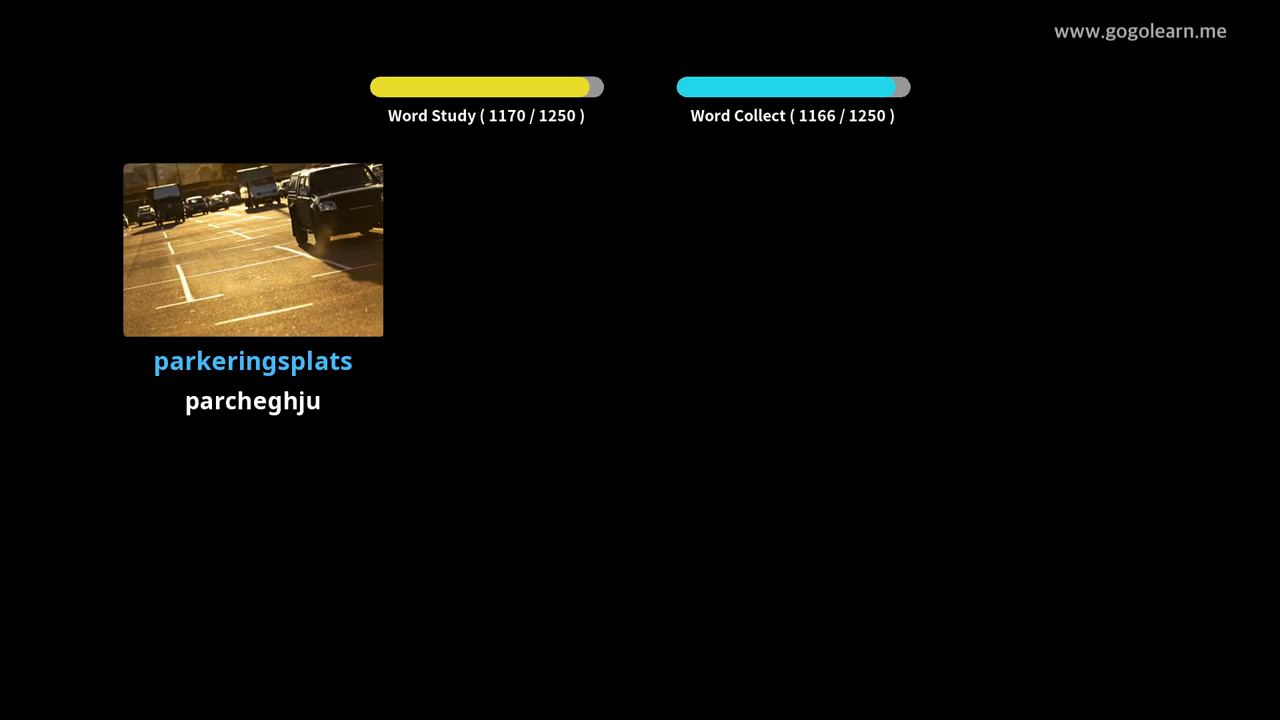 www.gogolearn.me
Word Study ( 1170 / 1250 )
Word Collect ( 1166 / 1250 )
parkeringsplats
parcheghju